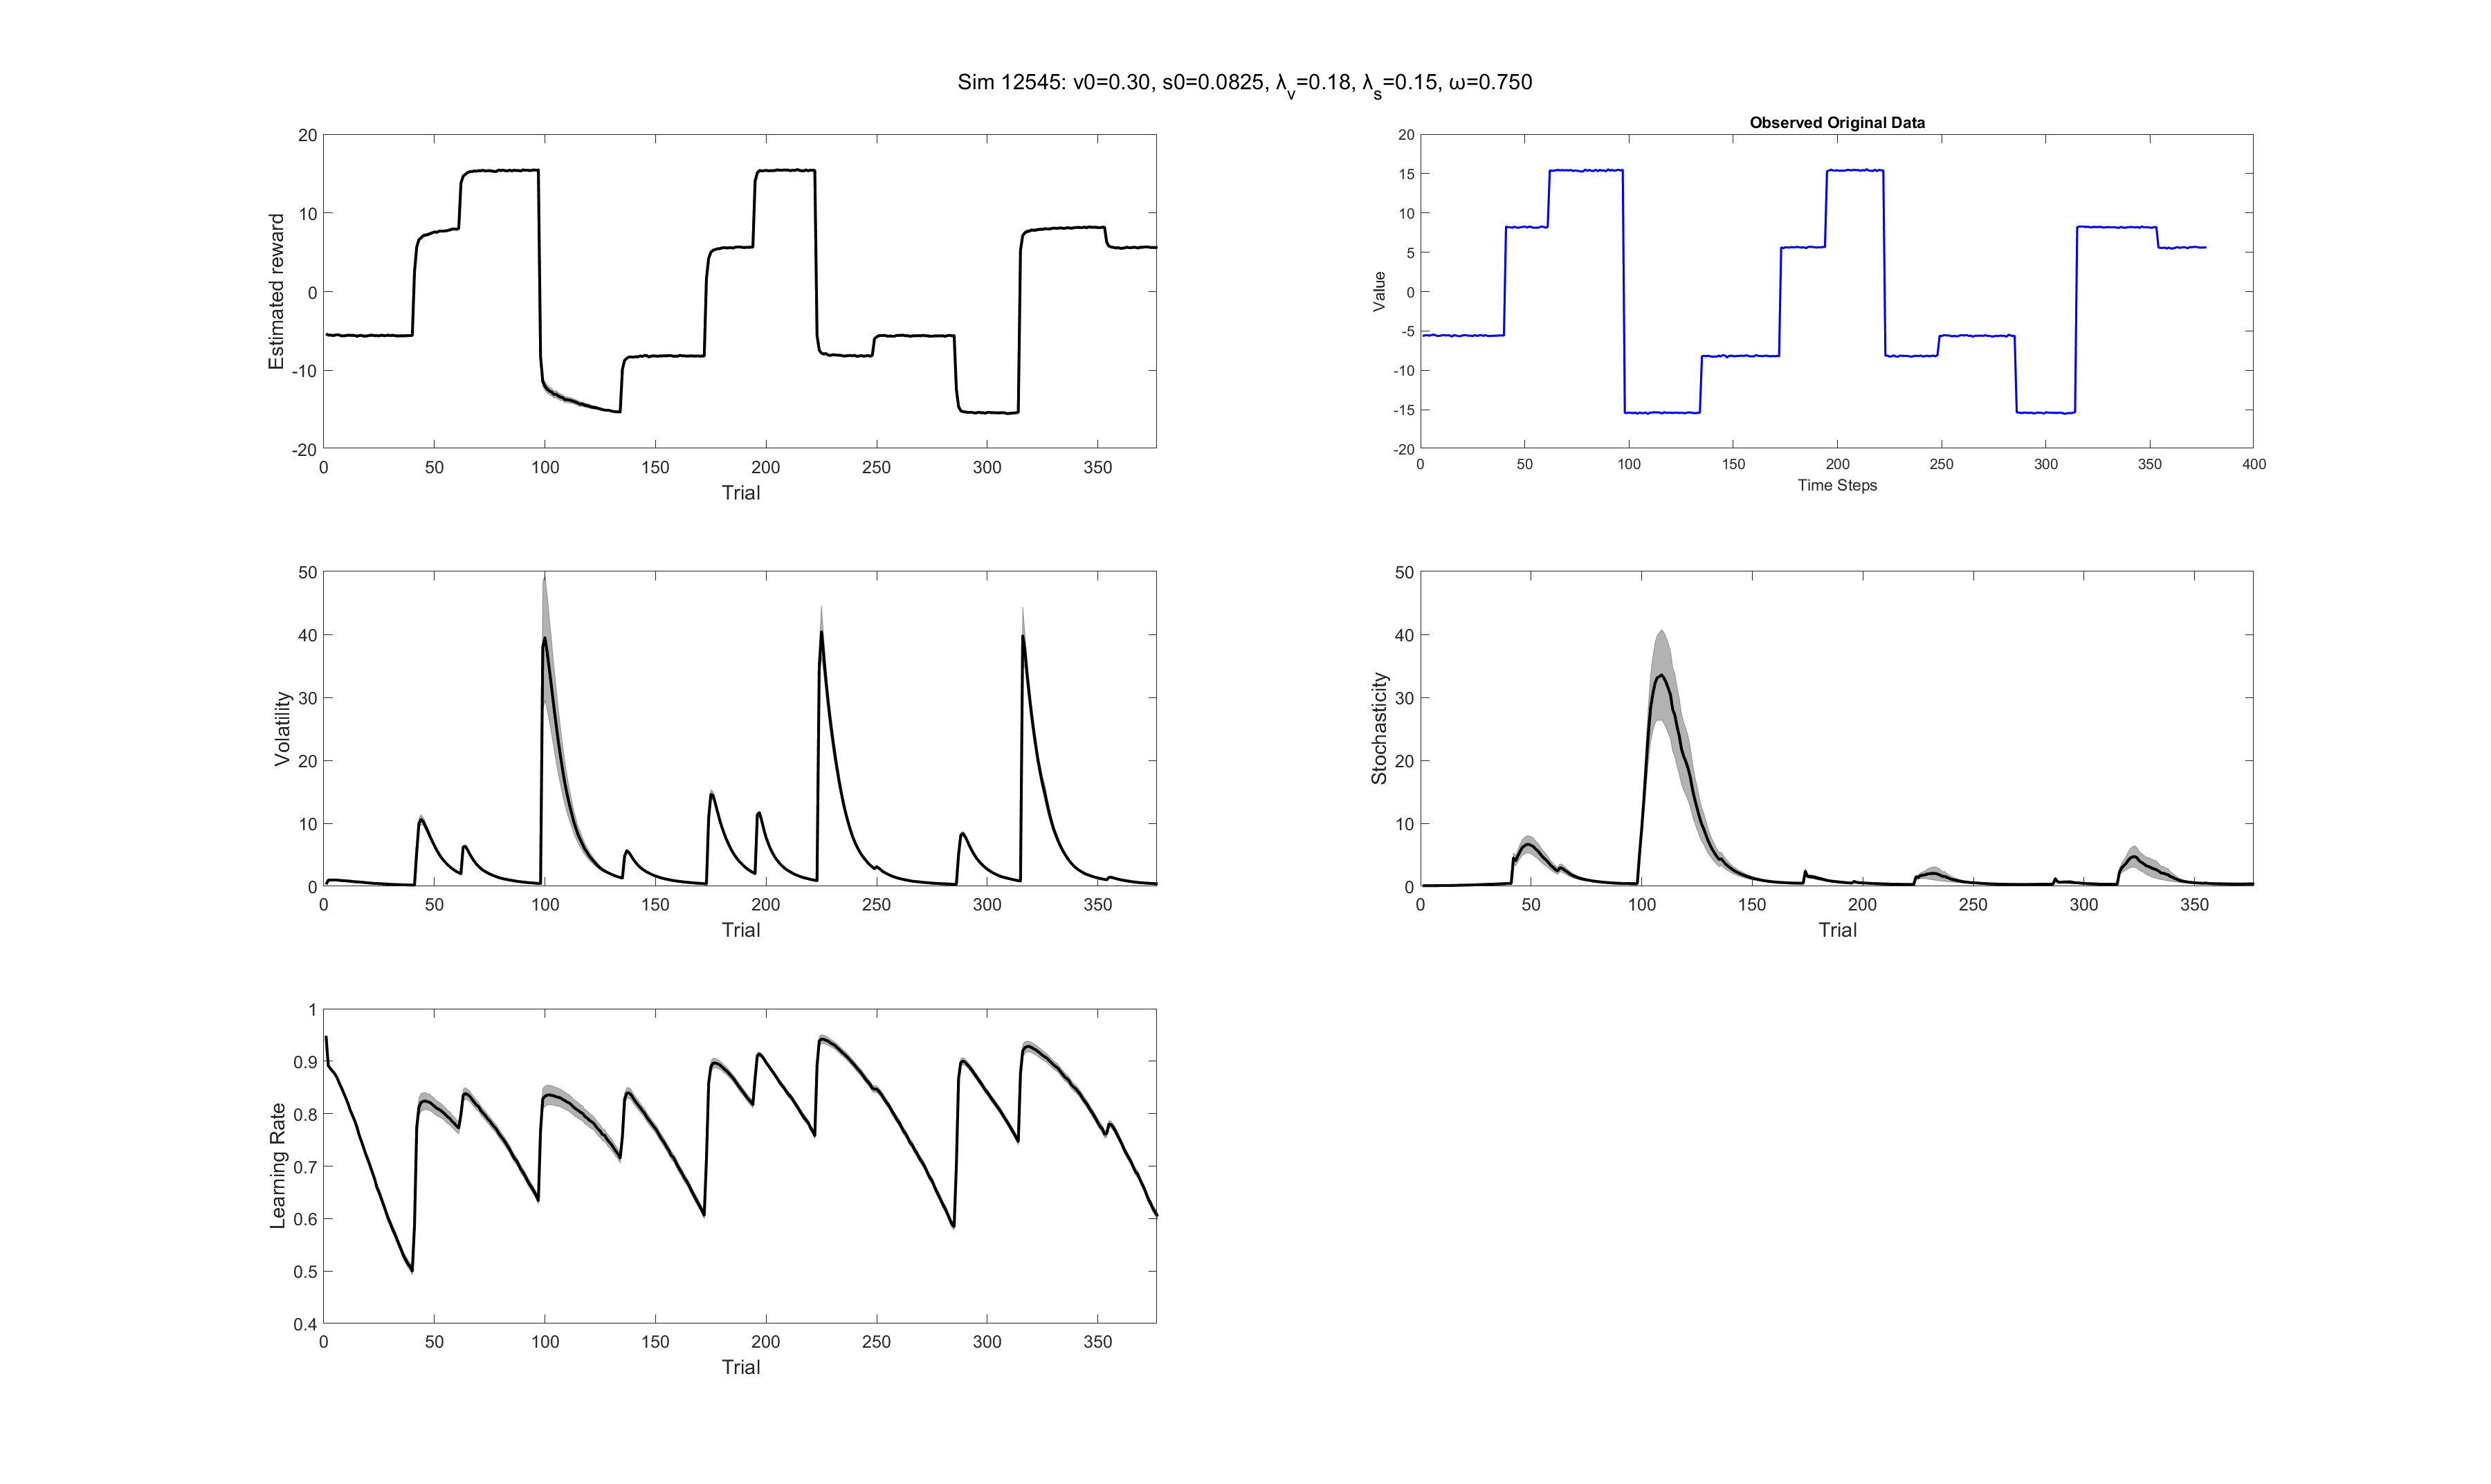 Sim 12545: v0=0.30, s0=0.0825, λv=0.18, λs=0.15, ω=0.750
20
10
0
-10
-20
Estimated reward
0 50 100 150 200 250 300 350
Trial
Observed Original Data
20
15
10
5
0
-5
-10
-15
-20
Value
0 50 100 150 200 250 300 350 400
Time Steps
50
40
30
20
10
0
Volatility
0 50 100 150 200 250 300 350
Trial
50
40
30
20
10
0
Stochasticity
0 50 100 150 200 250 300 350
Trial
1
0.9
0.8
0.7
0.6
0.5
0.4
Learning Rate
0 50 100 150 200 250 300 350
Trial